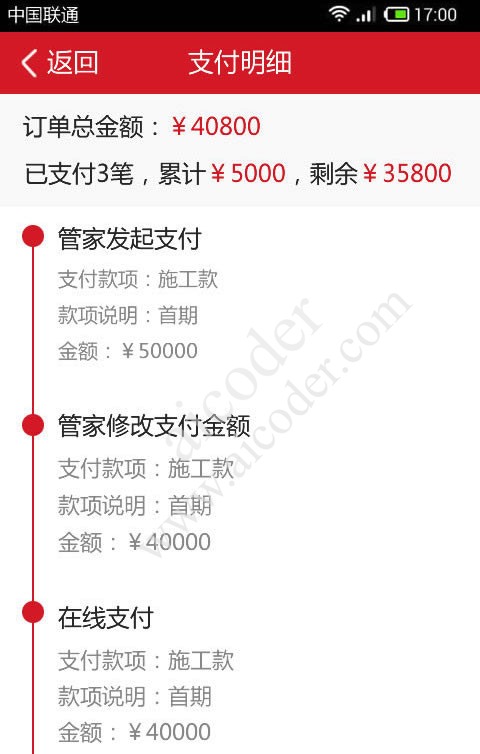 中国联通 17:00
返回 支付明细
订单总金额：￥40800
已支付3笔，累计￥5000，剩余￥35800
管家发起支付
支付款项：施工款
款项说明：首期
金额：￥50000
管家修改支付金额
支付款项：施工款
款项说明：首期
金额：￥40000
在线支付
支付款项：施工款
款项说明：首期
金额：￥40000
aicoder
www.aicoder.com